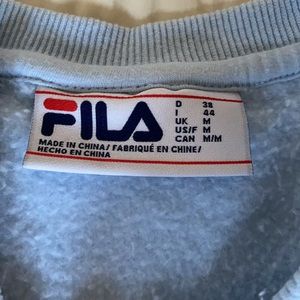 FILA
MADE IN CHINA/ FABRIQUÉ EN CHINE/
HECHO EN CHINA
D 38
I 44
UK M
US/F M
CAN M/M